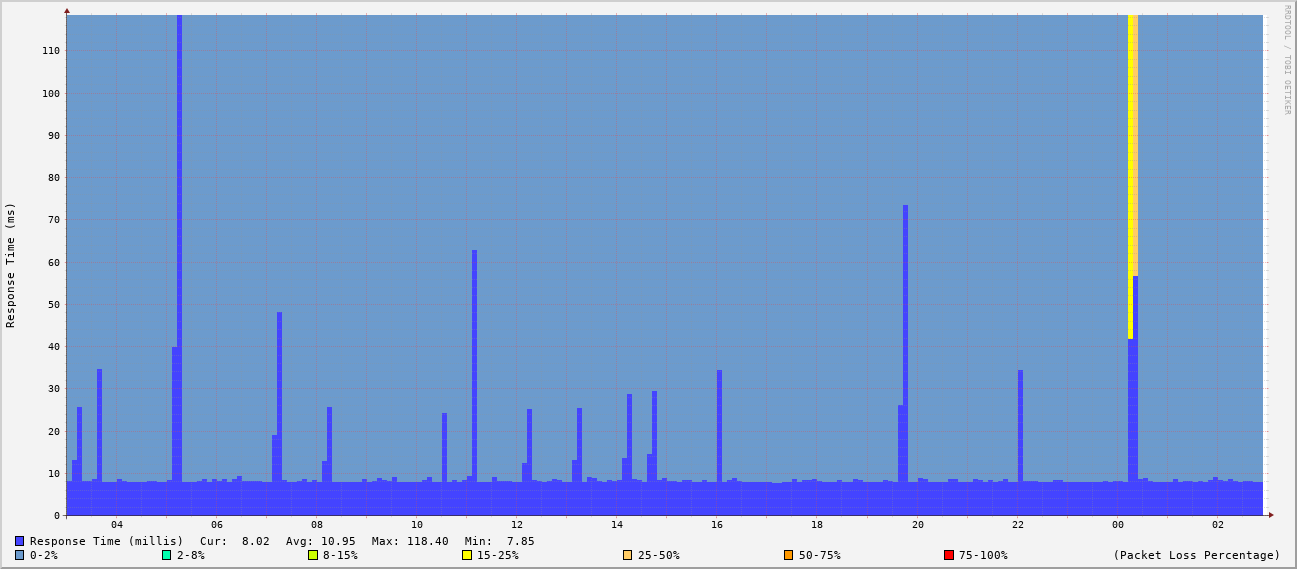 RRDTOOL / TOBI OETIKER
Response Time (ms)
110
100
90
80
70
60
50
40
30
20
10
0
04 06 08 10 12 14 16 18 20 22 00 02
Response Time (millis) Cur: 8.02 Avg: 10.95 Max: 118.40 Min: 7.85
0-2% 2-8% 8-15% 15-25% 25-50% 50-75% 75-100% (Packet Loss Percentage)